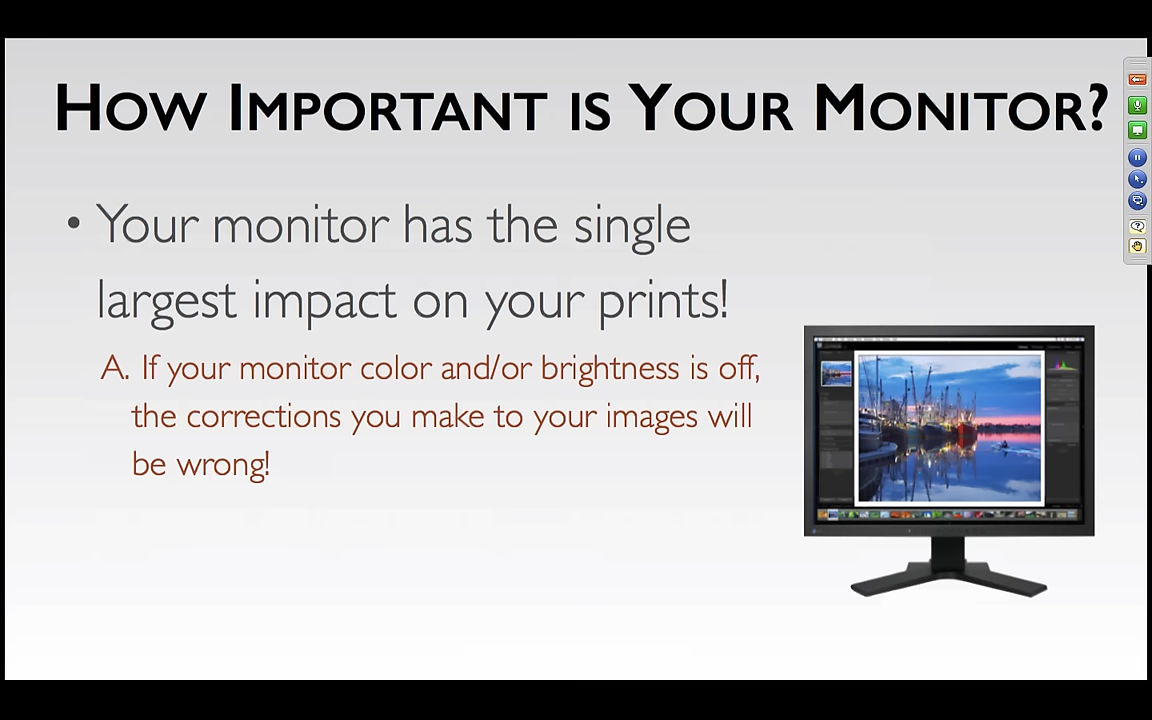 HOW IMPORTANT IS YOUR MONITOR?
• Your monitor has the single
largest impact on your prints!
A. If your monitor color and/or brightness is off,
the corrections you make to your images will
be wrong!